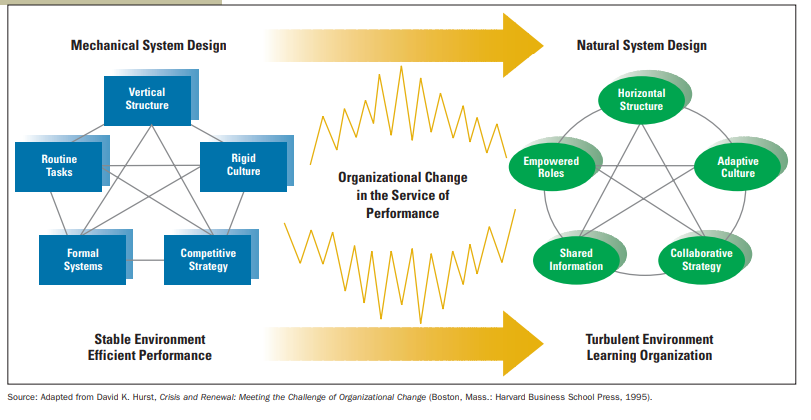 Mechanical System Design
Natural System Design
Vertical
Structure
Routine
Tasks
Rigid
Culture
Formal
Systems
Competitive
Strategy
Organizational Change
in the Service of
Performance
Horizontal
Structure
Empowered
Roles
Adaptive
Culture
Shared
Information
Collaborative
Strategy
Stable Environment
Efficient Performance
Turbulent Environment
Learning Organization
Source: Adapted from David K. Hurst, Crisis and Renewal: Meeting the Challenge of Organizational Change (Boston, Mass.: Harvard Business School Press, 1995).